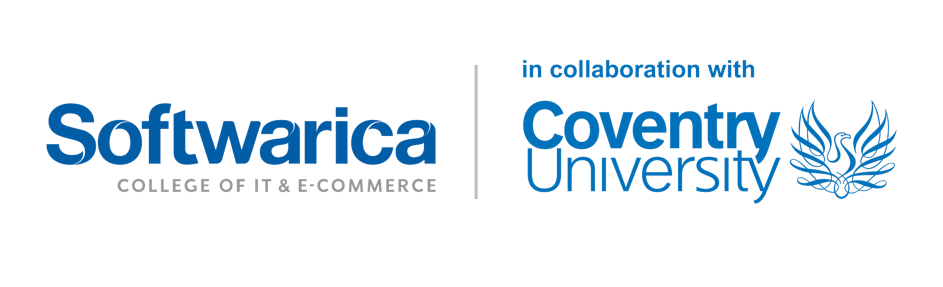 Softwarica
COLLEGE OF IT & E-COMMERCE
in collaboration with
Coventry
University